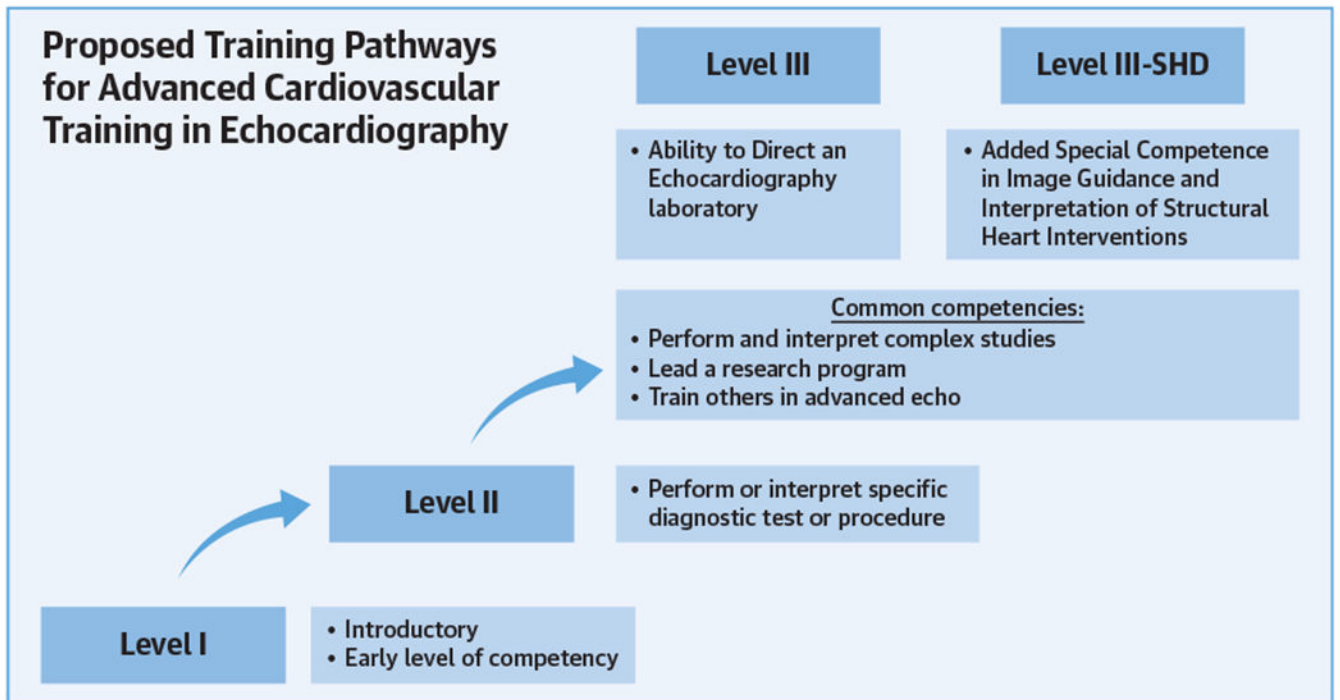 Proposed Training Pathways
for Advanced Cardiovascular
Training in Echocardiography
Level III
Level III-SHD
• Ability to Direct an
Echocardiography
laboratory
• Added Special Competence
in Image Guidance and
Interpretation of Structural
Heart Interventions
Common competencies:
• Perform and interpret complex studies
• Lead a research program
• Train others in advanced echo
Level II
• Perform or interpret specific
diagnostic test or procedure
Level I
• Introductory
• Early level of competency